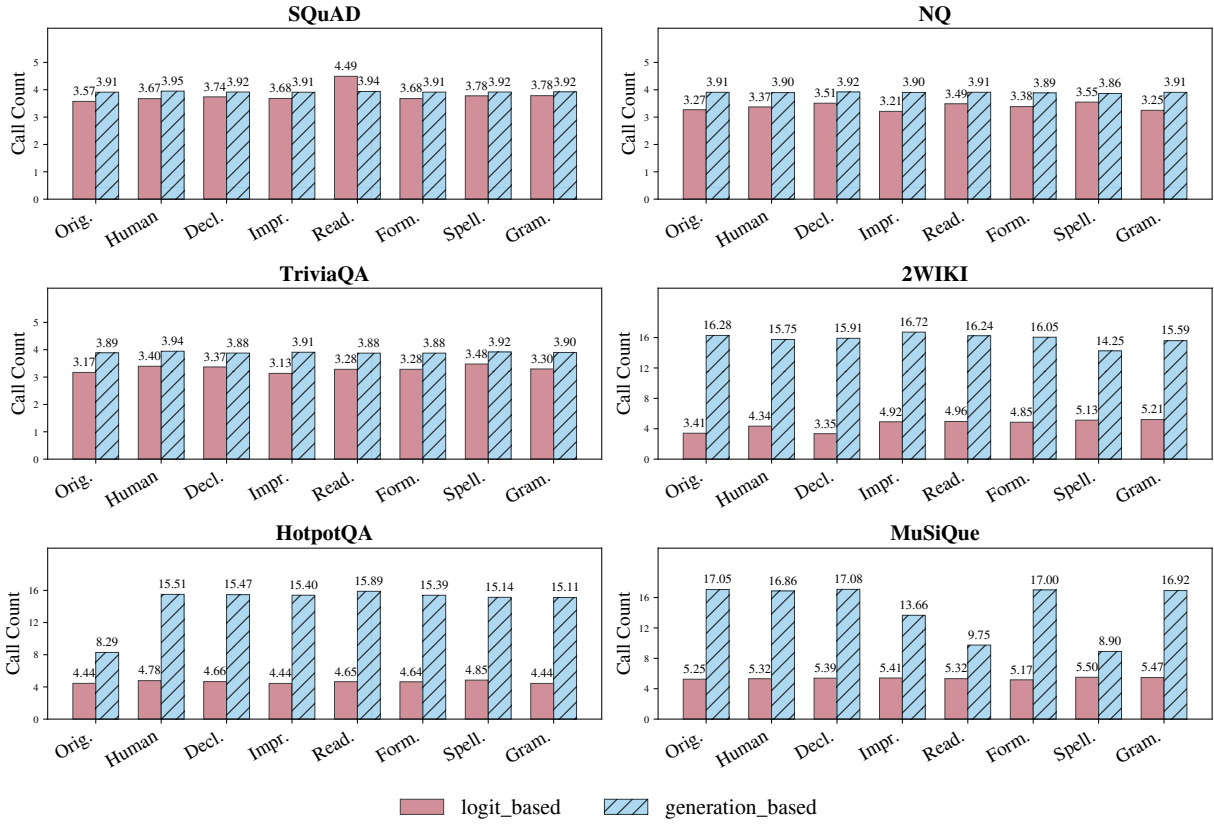 SQuAD
Call Count
5
4
3
2
1
0
3.57 3.91 3.67 3.95 3.74 3.92 3.68 3.91 4.49 3.94 3.68 3.91 3.78 3.92 3.78 3.92
Orig. Human Decl. Impr. Read. Form. Spell. Gram.
NQ
Call Count
5
4
3
2
1
0
3.27 3.91 3.37 3.90 3.51 3.92 3.21 3.90 3.49 3.91 3.38 3.89 3.55 3.86 3.25 3.91
Orig. Human Decl. Impr. Read. Form. Spell. Gram.
TriviaQA
Call Count
5
4
3
2
1
0
3.17 3.89 3.40 3.94 3.37 3.88 3.13 3.91 3.28 3.88 3.28 3.88 3.48 3.92 3.30 3.90
Orig. Human Decl. Impr. Read. Form. Spell. Gram.
2WIKI
Call Count
16
12
8
4
0
3.41 16.28 4.34 15.75 3.35 15.91 4.92 16.72 4.96 16.24 4.85 16.05 5.13 14.25 5.21 15.59
Orig. Human Decl. Impr. Read. Form. Spell. Gram.
HotpotQA
Call Count
16
12
8
4
0
4.44 8.29 4.78 15.51 4.66 15.47 4.44 15.40 4.65 15.89 4.64 15.39 4.85 15.14 4.44 15.11
Orig. Human Decl. Impr. Read. Form. Spell. Gram.
MuSiQue
Call Count
16
12
8
4
0
5.25 17.05 5.32 16.86 5.39 17.08 5.41 13.66 5.32 9.75 5.17 17.00 5.50 8.90 5.47 16.92
Orig. Human Decl. Impr. Read. Form. Spell. Gram.
logit_based generation_based